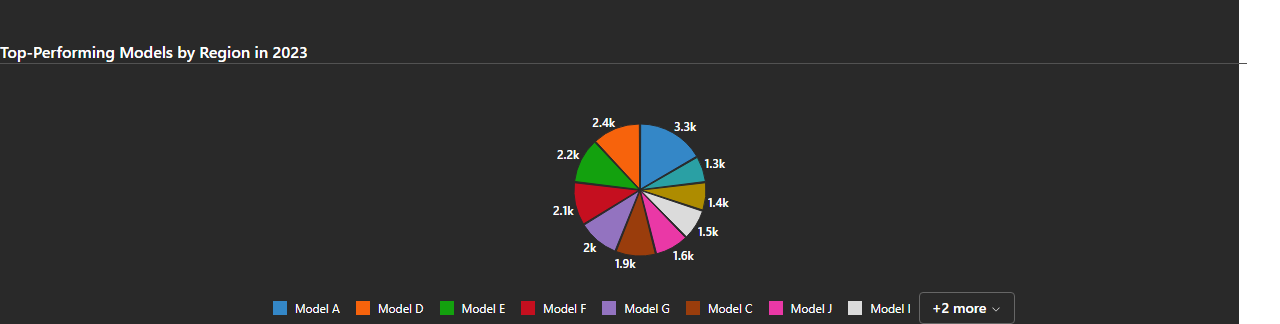 Top-Performing Models by Region in 2023
2.4k
3.3k
2.2k
1.3k
2.1k
1.4k
2k
1.5k
1.9k
1.6k
Model A Model D Model E Model F Model G Model C Model J Model I +2 more